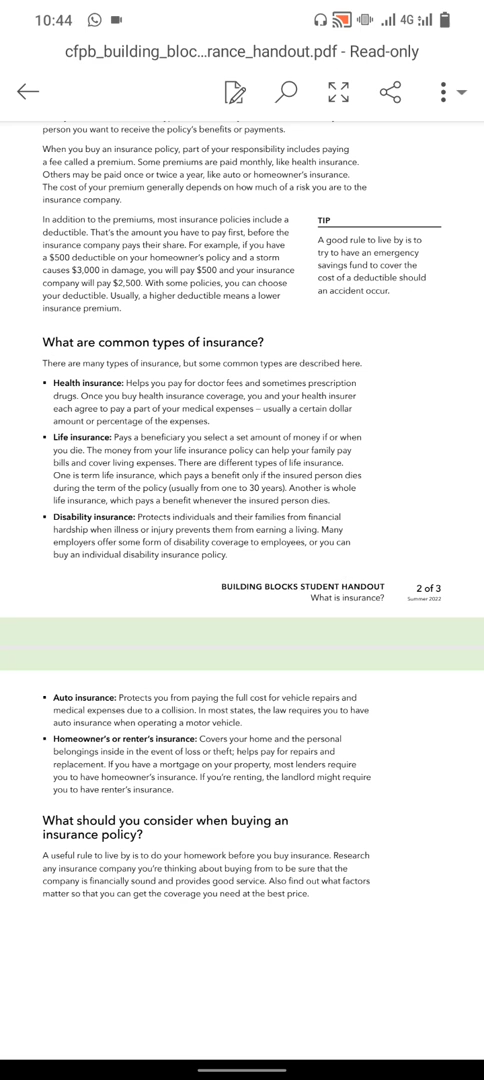 10:44 4G
cfpb_building_bloc...rance_handout.pdf - Read-only
person you want to receive the policy's benefits or payments.
When you buy an insurance policy, part of your responsibility includes paying
a fee called a premium. Some premiums are paid monthly, like health insurance.
Others may be paid once or twice a year, like auto or homeowner's insurance.
The cost of your premium generally depends on how much of a risk you are to the
insurance company.
In addition to the premiums, most insurance policies include a
deductible. That's the amount you have to pay first, before the
insurance company pays their share. For example, if you have
a $500 deductible on your homeowner's policy and a storm
causes $3,000 in damage, you will pay $500 and your insurance
company will pay $2,500. With some policies, you can choose
your deductible. Usually, a higher deductible means a lower
insurance premium.
TIP
A good rule to live by is to
try to have an emergency
savings fund to cover the
cost of a deductible should
an accident occur.
What are common types of insurance?
There are many types of insurance, but some common types are described here.
▪ Health insurance: Helps you pay for doctor fees and sometimes prescription
drugs. Once you buy health insurance coverage, you and your health insurer
each agree to pay a part of your medical expenses – usually a certain dollar
amount or percentage of the expenses.
▪ Life insurance: Pays a beneficiary you select a set amount of money if or when
you die. The money from your life insurance policy can help your family pay
bills and cover living expenses. There are different types of life insurance.
One is term life insurance, which pays a benefit only if the insured person dies
during the term of the policy (usually from one to 30 years). Another is whole
life insurance, which pays a benefit whenever the insured person dies.
▪ Disability insurance: Protects individuals and their families from financial
hardship when illness or injury prevents them from earning a living. Many
employers offer some form of disability coverage to employees, or you can
buy an individual disability insurance policy.
BUILDING BLOCKS STUDENT HANDOUT 2 of 3
What is insurance? Summer 2022
▪ Auto insurance: Protects you from paying the full cost for vehicle repairs and
medical expenses due to a collision. In most states, the law requires you to have
auto insurance when operating a motor vehicle.
▪ Homeowner's or renter's insurance: Covers your home and the personal
belongings inside in the event of loss or theft; helps pay for repairs and
replacement. If you have a mortgage on your property, most lenders require
you to have homeowner's insurance. If you're renting, the landlord might require
you to have renter's insurance.
What should you consider when buying an
insurance policy?
A useful rule to live by is to do your homework before you buy insurance. Research
any insurance company you're thinking about buying from to be sure that the
company is financially sound and provides good service. Also find out what factors
matter so that you can get the coverage you need at the best price.